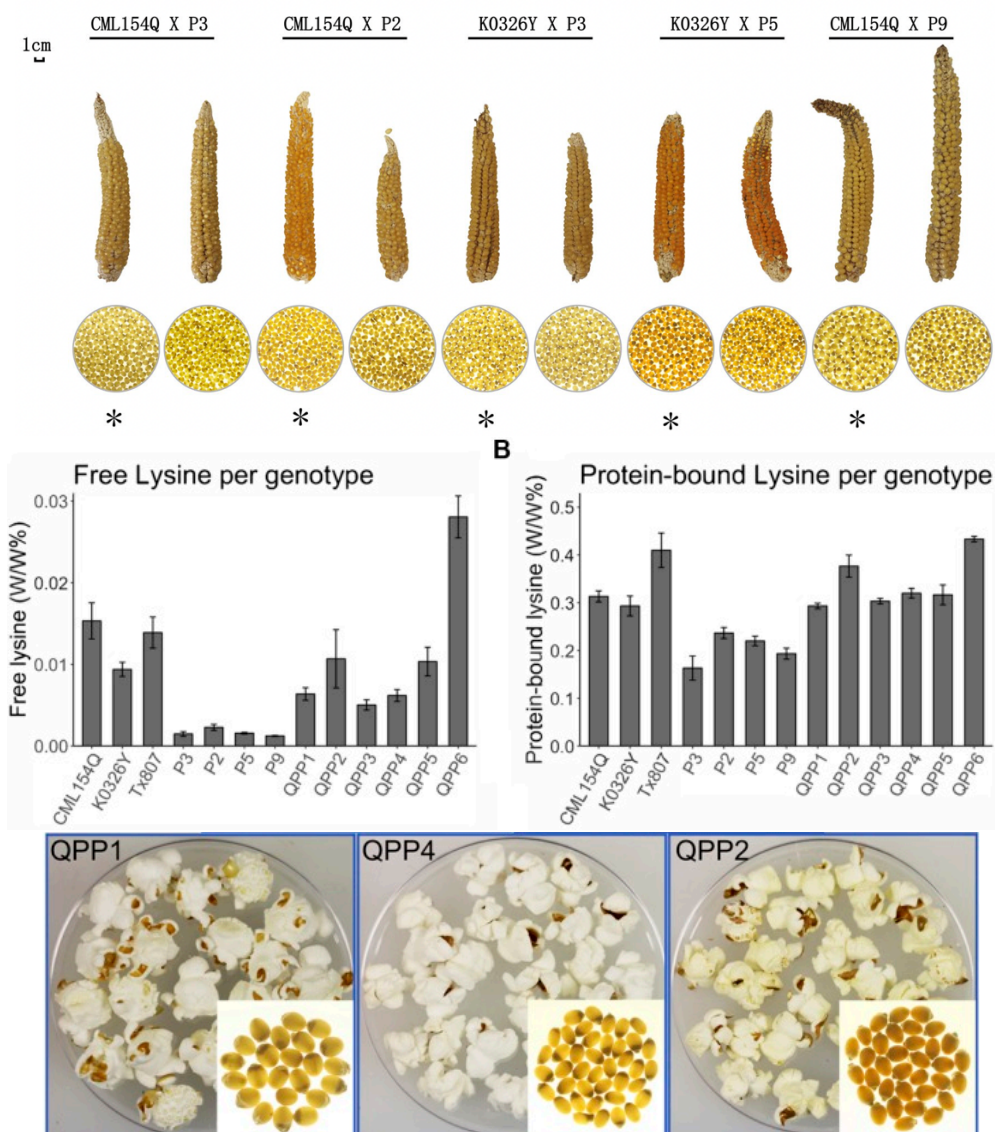 CML154Q X P3 CML154Q X P2 K0326Y X P3 K0326Y X P5 CML154Q X P9
1cm
* * * * *
B
Free Lysine per genotype
Free lysine (W/W%)
0.03
0.02
0.01
0.00
CML154Q K0326Y Tx807 P3 P2 P5 P9 QPP1 QPP2 QPP3 QPP4 QPP5 QPP6
Protein-bound Lysine per genotype
Protein-bound lysine (W/W%)
0.5
0.4
0.3
0.2
0.1
0.0
CML154Q K0326Y Tx807 P3 P2 P5 P9 QPP1 QPP2 QPP3 QPP4 QPP5 QPP6
QPP1 QPP4 QPP2